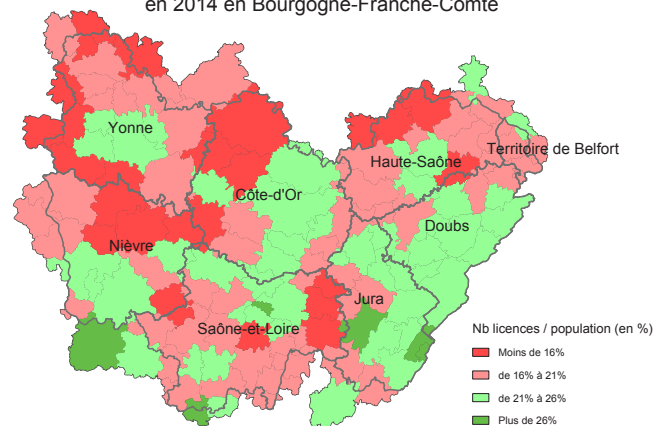 en 2014 en Bourgogne-Franche-Comté
Yonne
Territoire de Belfort
Haute-Saône
Côte-d'Or
Doubs
Nièvre
Jura
Saône-et-Loire
Nb licences / population (en %)
Moins de 16%
de 16% à 21%
de 21% à 26%
Plus de 26%